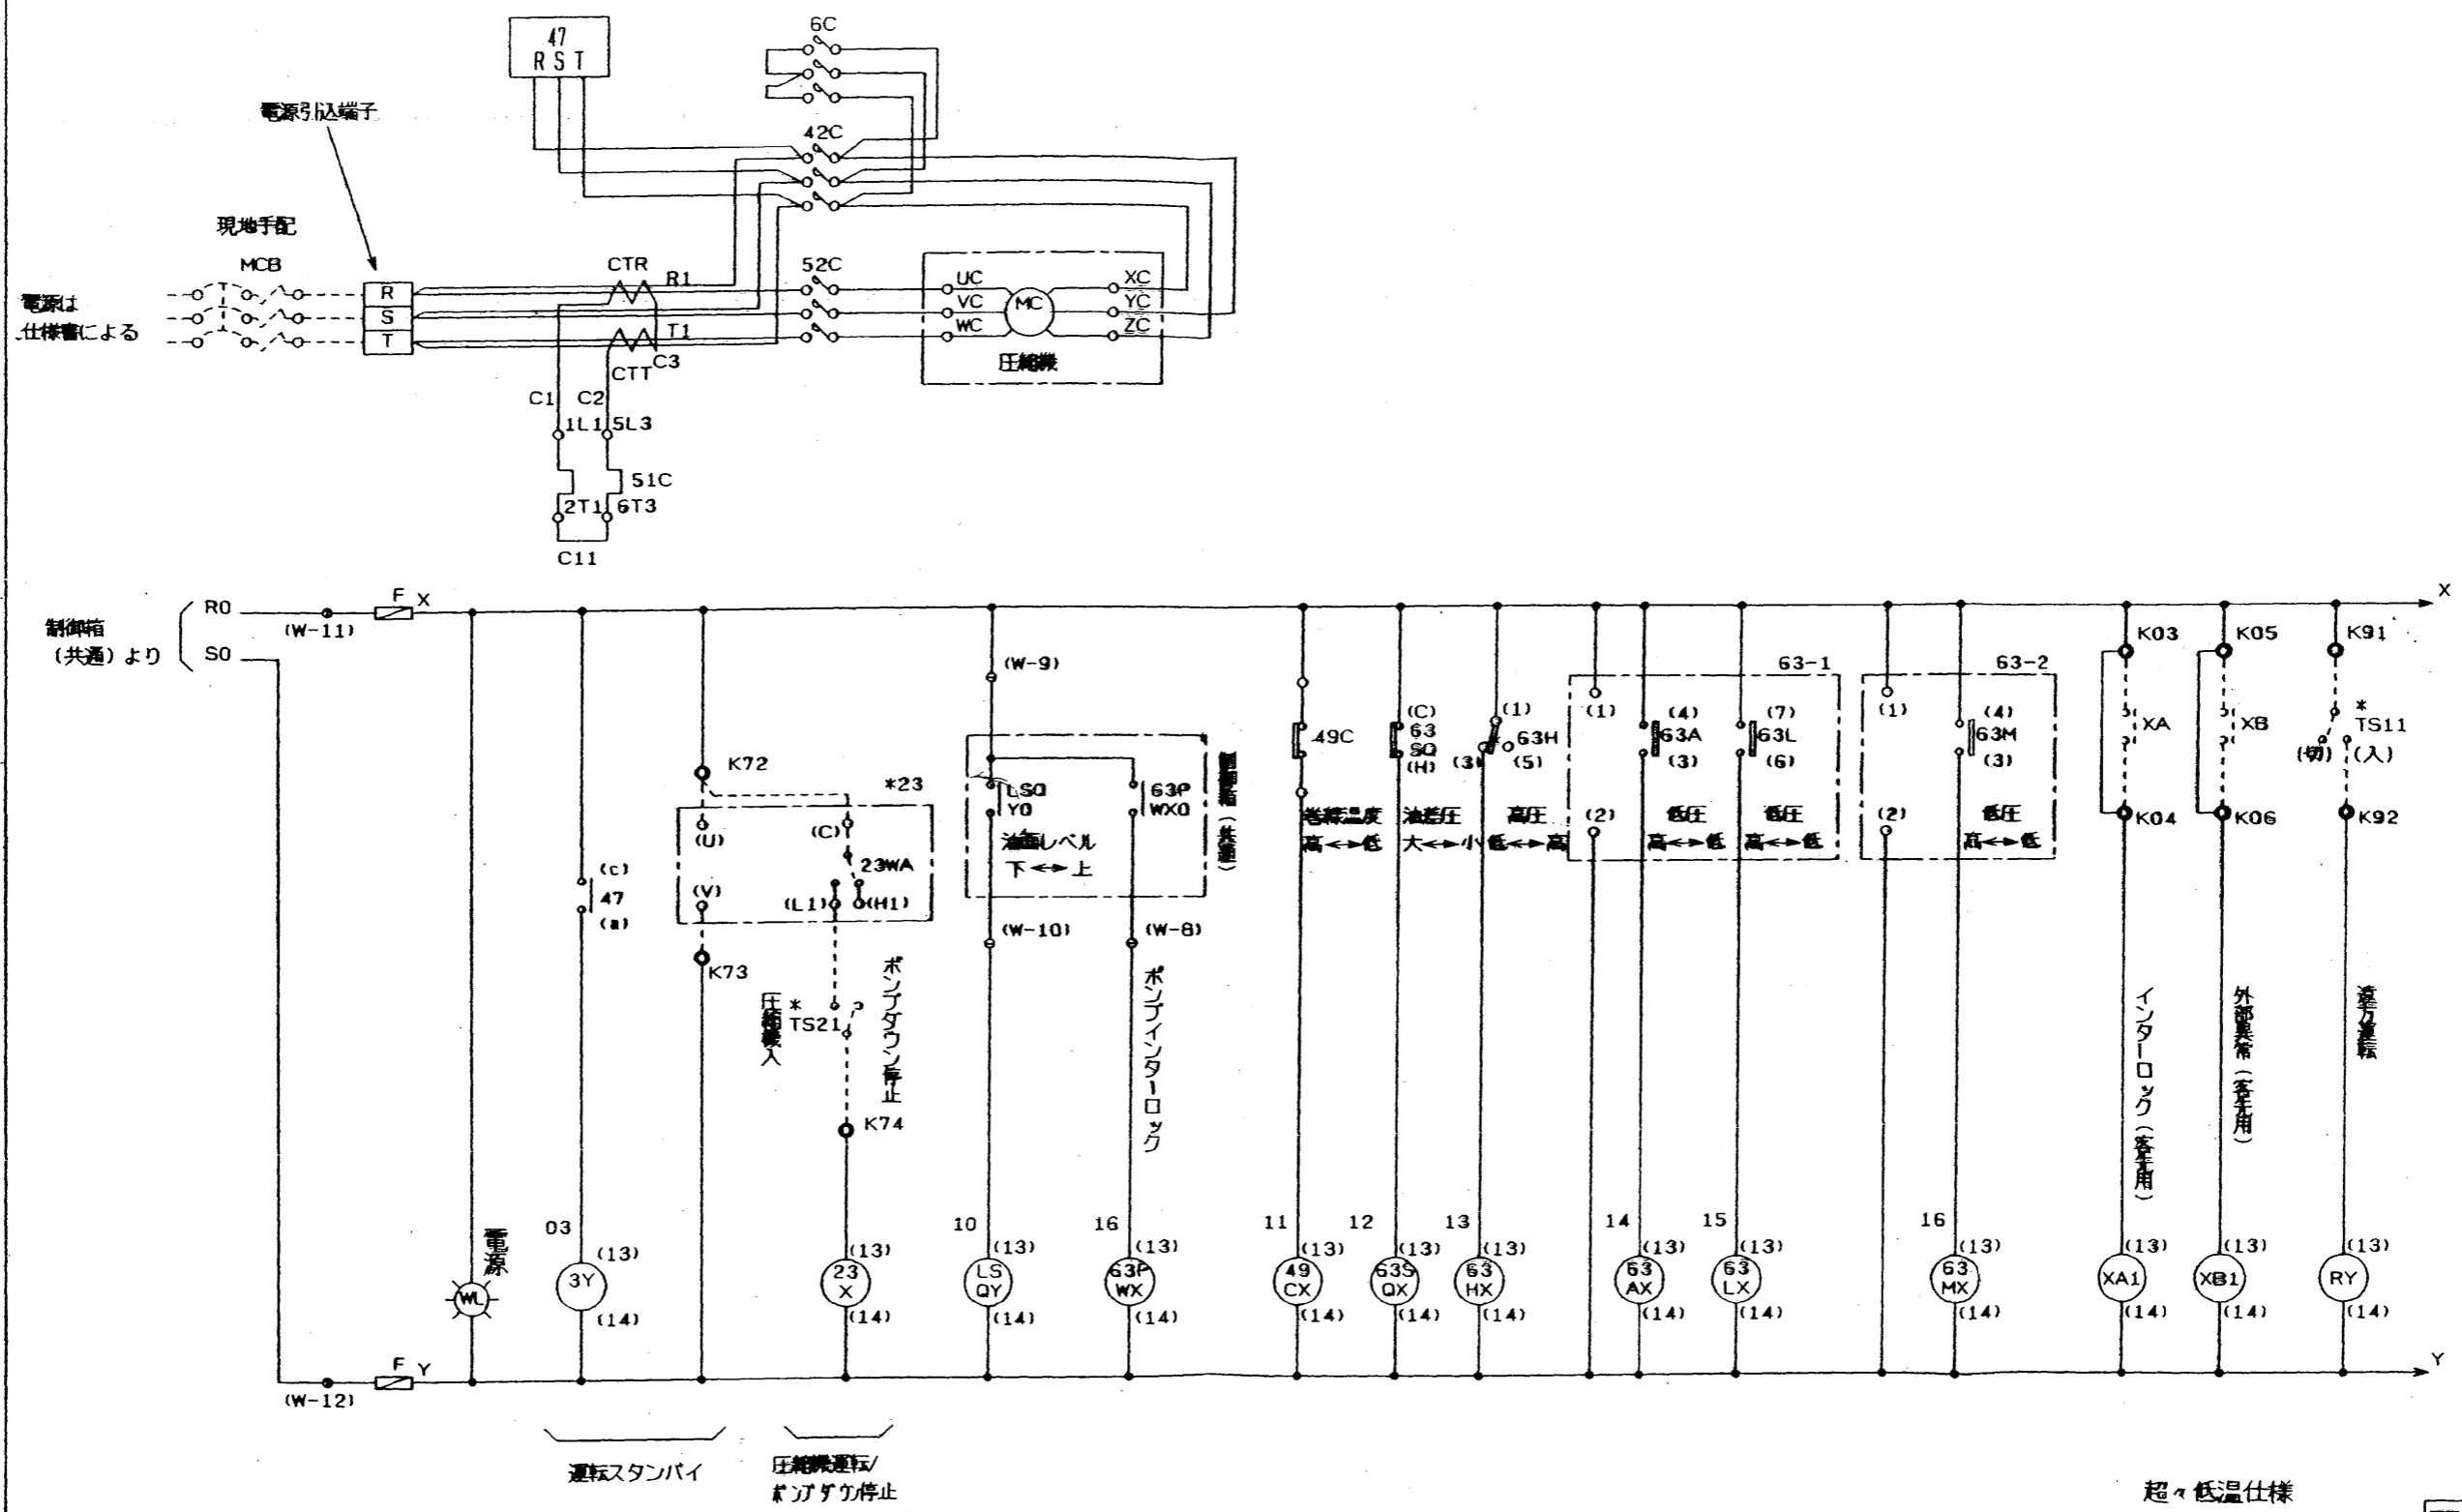 47
R S T
6C
電源引込端子
42C
現地手配
MCB
CTR
R1
52C
電源は
仕様書による
R
S
T
UC
VC
WC
MC
XC
YC
ZC
T1
C3
CTT
圧縮機
C1
C2
1L1
5L3
51C
2T1
6T3
C11
制御箱
(共通)より
R0
S0
(W-11)
F
X
X
K72
*23
(U)
(C)
23WA
(V)
(L1)
(H1)
K73
(c)
47
(a)
圧縮機入
*
TS21
ポンプダウン停止
K74
(W-9)
LSQ
YO
63P
WXO
油面レベル
下↔上
制御箱(共通)
(W-10)
(W-8)
ポンプインターロック
49C
巻線温度
高↔低
(C)
63
SQ
(H)
油差圧
大↔小
(1)
63H
(3)
(5)
高圧
低↔高
63-1
(1)
(2)
(4)
63A
(3)
低圧
高↔低
(7)
63L
(6)
低圧
高↔低
63-2
(1)
(2)
(4)
63M
(3)
低圧
高↔低
K03
XA
K04
インターロック(客先用)
K05
XB
K06
外部異常(客先用)
K91
*
TS11
(切)
(入)
K92
遠方運転
電源
WL
03
(13)
3Y
(14)
(13)
23
X
(14)
10
(13)
LS
QY
(14)
16
(13)
63P
WX
(14)
11
(13)
49
CX
(14)
12
(13)
63S
QX
(14)
13
(13)
63
HX
(14)
14
(13)
63
AX
(14)
15
(13)
63
LX
(14)
16
(13)
63
MX
(14)
(13)
XA1
(14)
(13)
XB1
(14)
(13)
RY
(14)
(W-12)
F
Y
Y
運転スタンバイ
圧縮機運転/
ポンプダウン停止
超々低温仕様